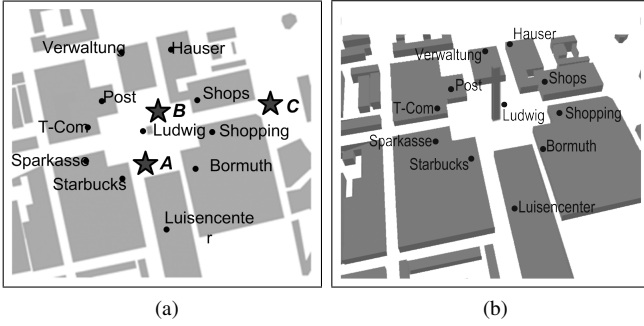 Verwaltung
Hauser
Post
B
Shops
C
T-Com
Ludwig
Shopping
Sparkasse
A
Bormuth
Starbucks
Luisencente
r
(a)
Hauser
Verwaltung
Shops
Post
T-Com
Ludwig
Shopping
Sparkasse
Bormuth
Starbucks
Luisencenter
(b)